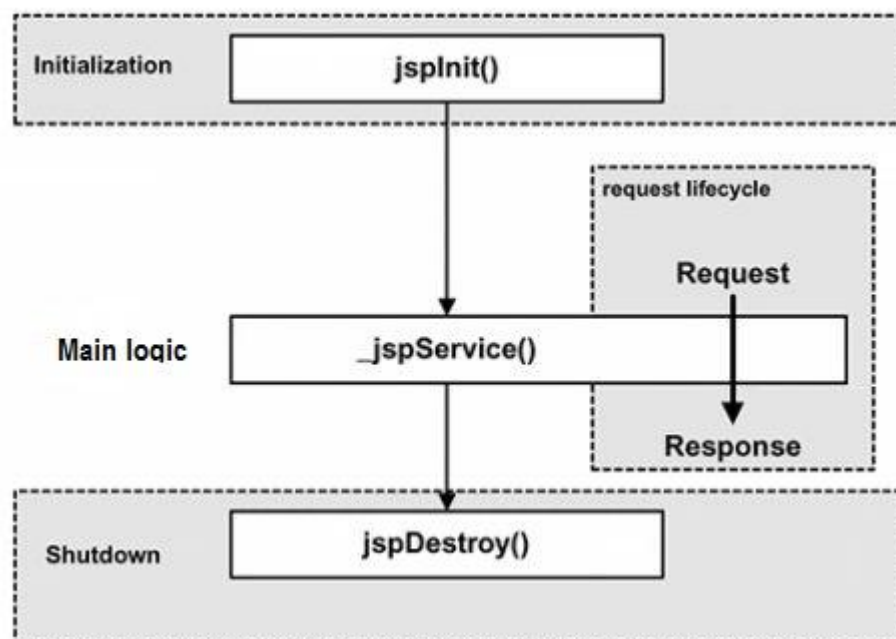 Initialization
jspInit()
request lifecycle
Request
Main logic
_jspService()
Response
Shutdown
jspDestroy()